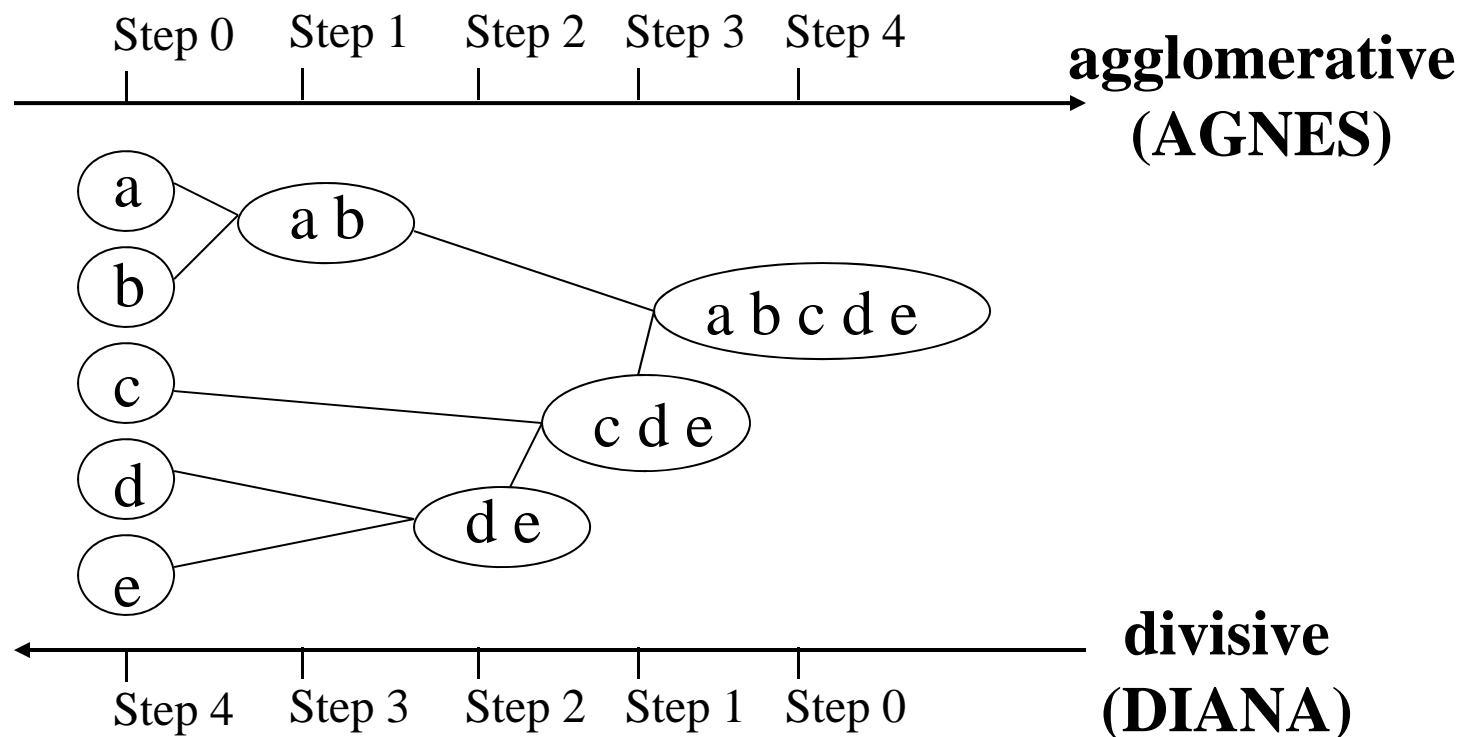 Step 0 Step 1 Step 2 Step 3 Step 4
agglomerative
(AGNES)
a
a b
b
a b c d e
c
c d e
d
d e
e
divisive
(DIANA)
Step 4 Step 3 Step 2 Step 1 Step 0